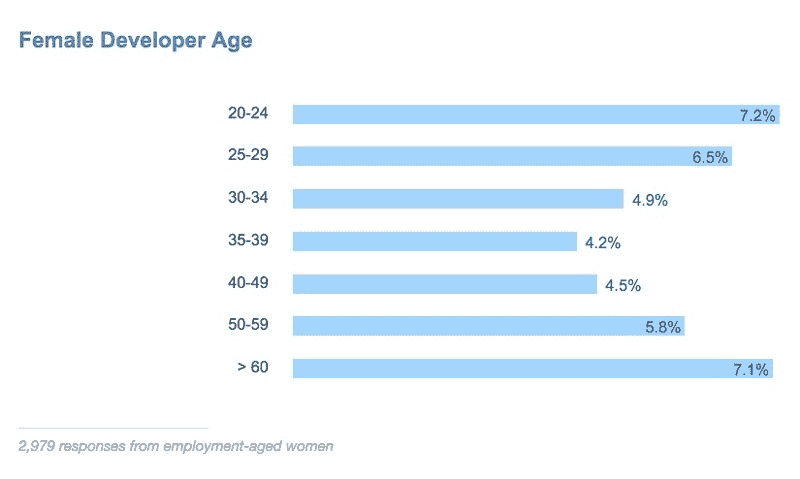 Female Developer Age
20-24 7.2%
25-29 6.5%
30-34 4.9%
35-39 4.2%
40-49 4.5%
50-59 5.8%
> 60 7.1%
2,979 responses from employment-aged women